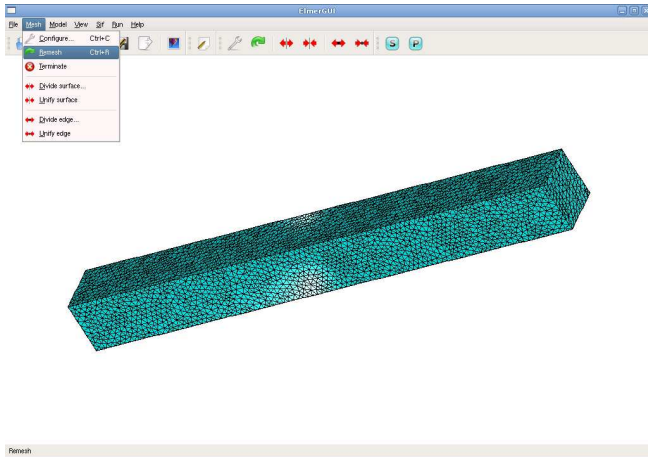 ElmerGUI
File Mesh Model View Sif Run Help
Configure... Ctrl+C
Remesh Ctrl+R
Terminate
Divide surface...
Unify surface
Divide edge...
Unify edge
S P
Remesh